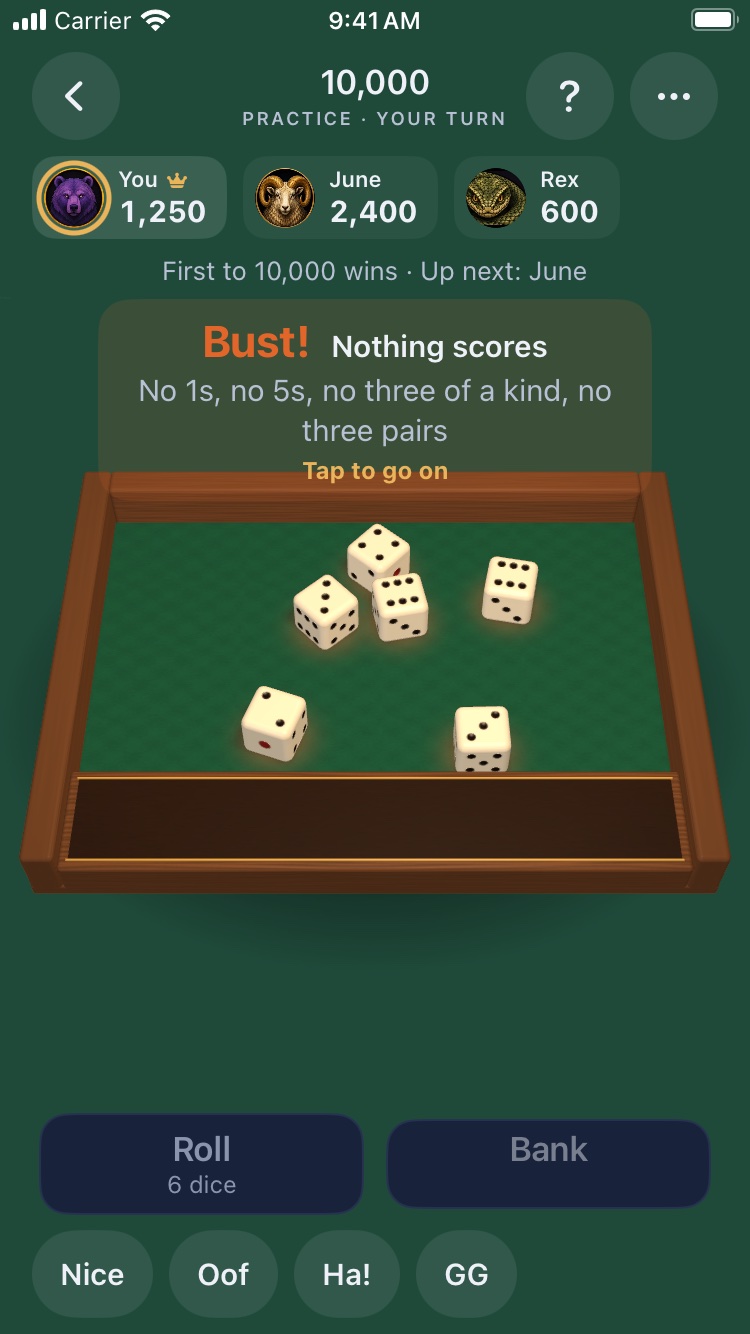 Carrier
9:41 AM
10,000
PRACTICE · YOUR TURN
?
You
1,250
June
2,400
Rex
600
First to 10,000 wins · Up next: June
Bust! Nothing scores
No 1s, no 5s, no three of a kind, no
three pairs
Tap to go on
Roll
6 dice
Bank
Nice
Oof
Ha!
GG